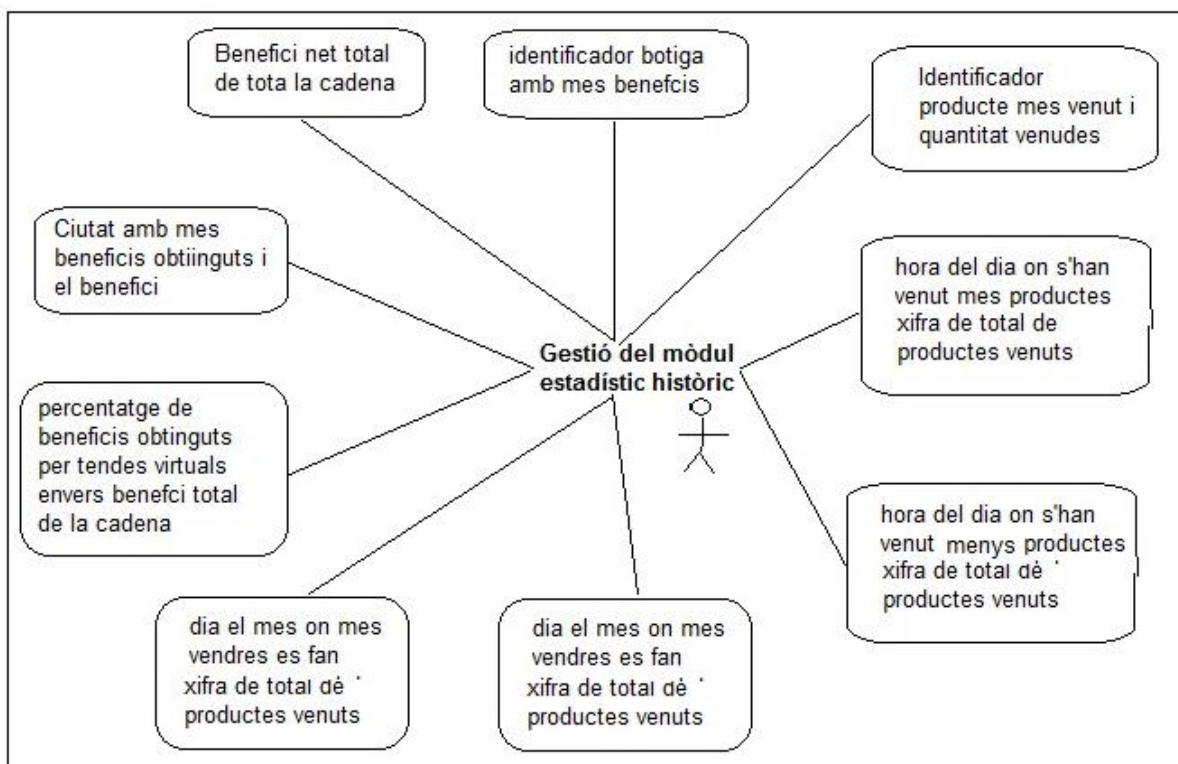 Benefici net total
de tota la cadena
identificador botiga
amb mes benefcis
Identificador
producte mes venut i
quantitat venudes
Ciutat amb mes
beneficis obtiinguts i
el benefici
hora del dia on s'han
venut mes productes
xifra de total de
productes venuts
Gestió del mòdul
estadístic històric
percentatge de
beneficis obtinguts
per tendes virtuals
envers benefci total
de la cadena
hora del dia on s'han
venut menys productes
xifra de total de
productes venuts
dia el mes on mes
vendres es fan
xifra de total de
productes venuts
dia el mes on mes
vendres es fan
xifra de total de
productes venuts